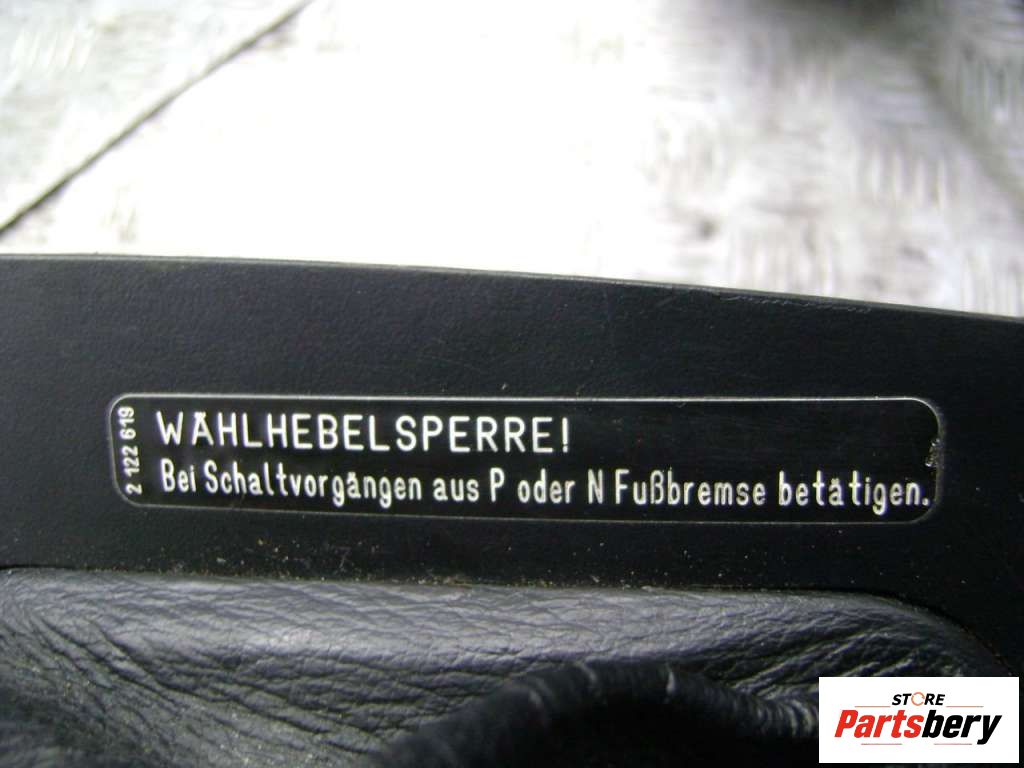 2 122 619
WÄHLHEBELSPERRE!
Bei Schaltvorgängen aus P oder N Fußbremse betätigen.
STORE
Partsbery